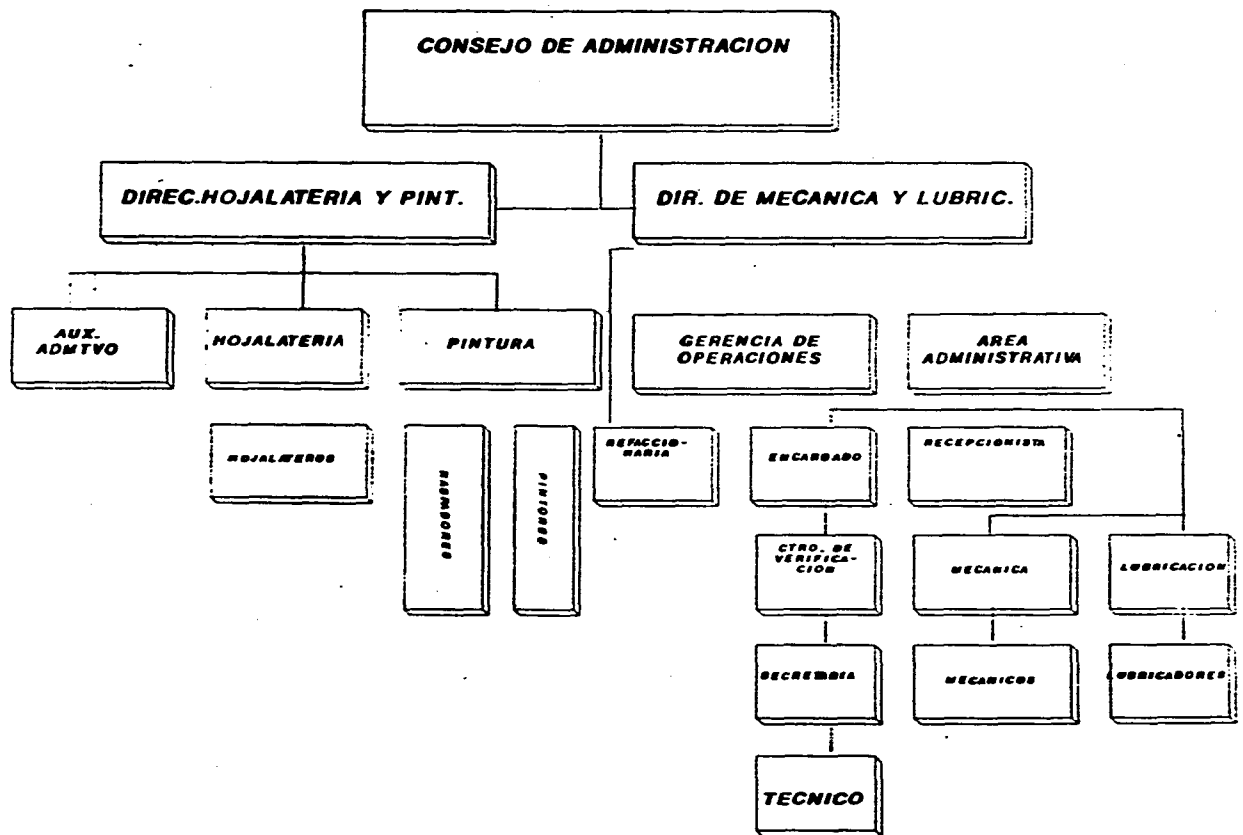 CONSEJO DE ADMINISTRACION
DIREC.HOJALATERIA Y PINT.
DIR. DE MECANICA Y LUBRIC.
AUX.
ADMTVO
HOJALATERIA
PINTURA
GERENCIA DE
OPERACIONES
AREA
ADMINISTRATIVA
HOJALATEROS
PINTORES
REFACCIO-
NARIA
ENCARGADO
RECEPCIONISTA
CTRO. DE
VERIFICA-
CION
MECANICA
LUBRICACION
SECRETARIA
MECANICOS
LUBRICADORES
TECNICO